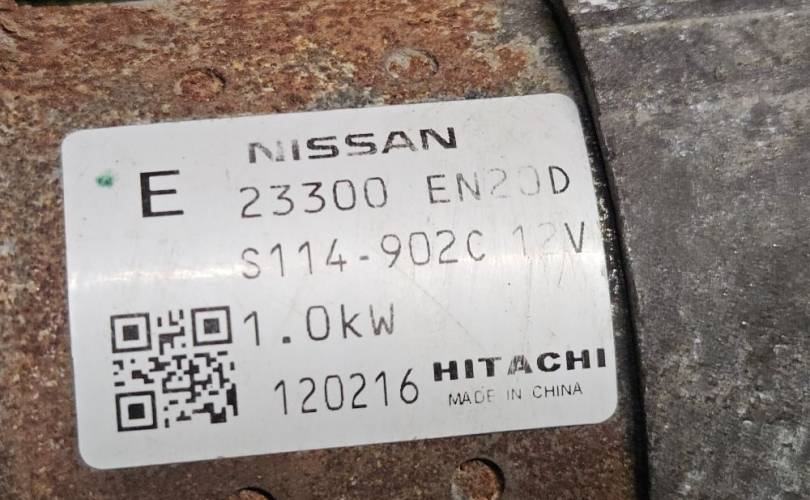 NISSAN
E 23300 EN20D
S114-902C 12V
1.0kW
120216 HITACHI
MADE IN CHINA